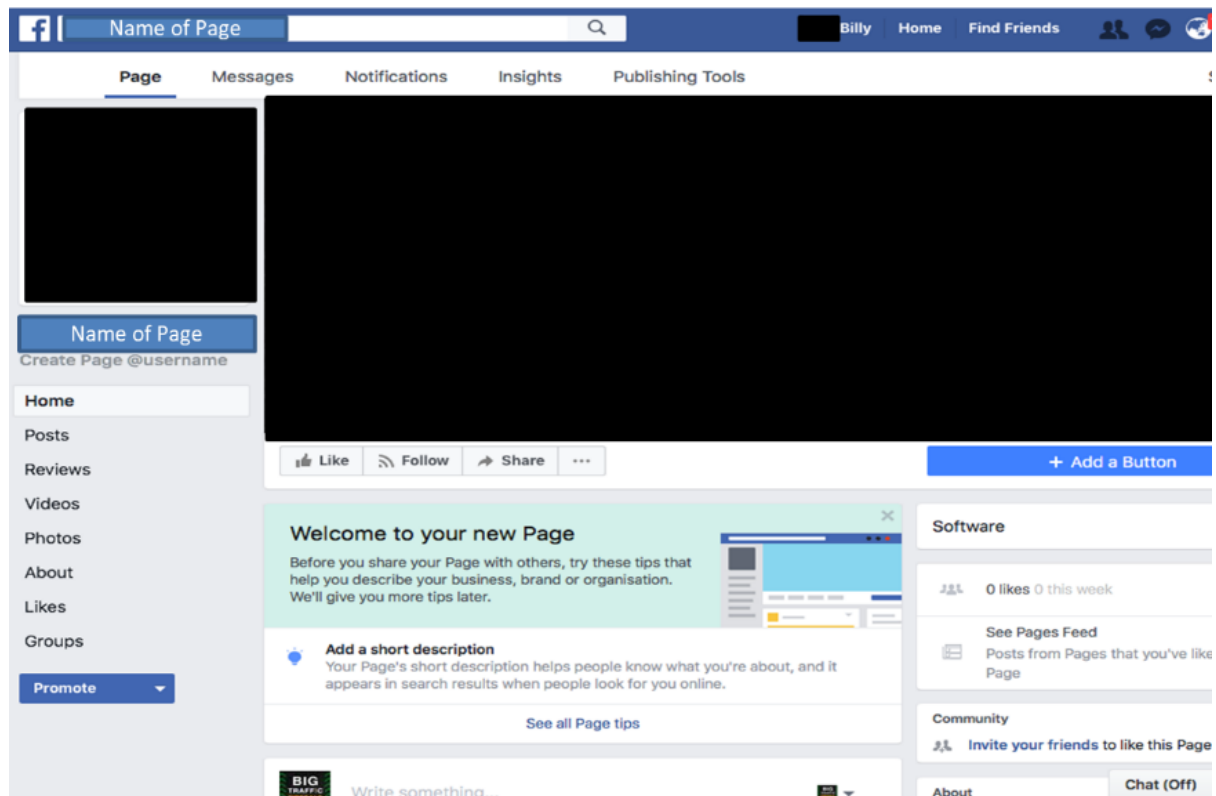 f Name of Page Billy Home Find Friends
Page Messages Notifications Insights Publishing Tools
Name of Page
Create Page @username
Home
Posts
Reviews
Videos
Photos
About
Likes
Groups
Promote
Like Follow Share ...
+ Add a Button
Welcome to your new Page
Before you share your Page with others, try these tips that
help you describe your business, brand or organisation.
We'll give you more tips later.
Add a short description
Your Page's short description helps people know what you're about, and it
appears in search results when people look for you online.
See all Page tips
BIG
TRAFFIC
Write something...
Software
0 likes 0 this week
See Pages Feed
Posts from Pages that you've like
Page
Community
Invite your friends to like this Page
About
Chat (Off)